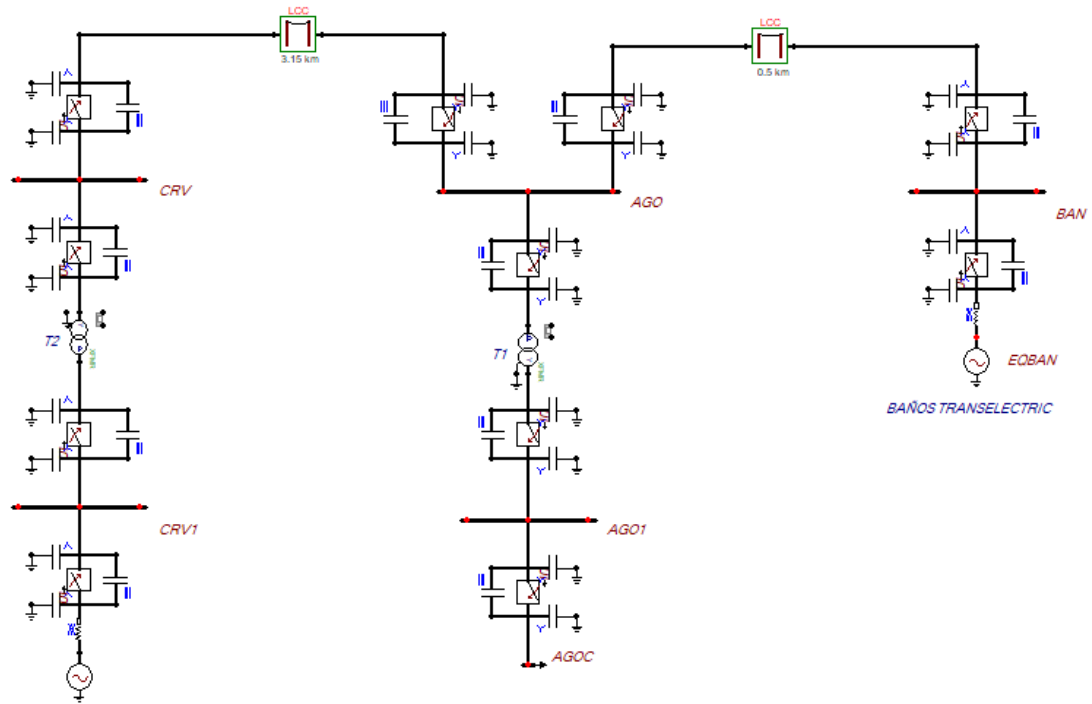 LCC
3.15 km
LCC
0.5 km
CRV
AGO
BAN
T2
T1
EQBAN
BAÑOS TRANSELECTRIC
CRV1
AGO1
AGOC